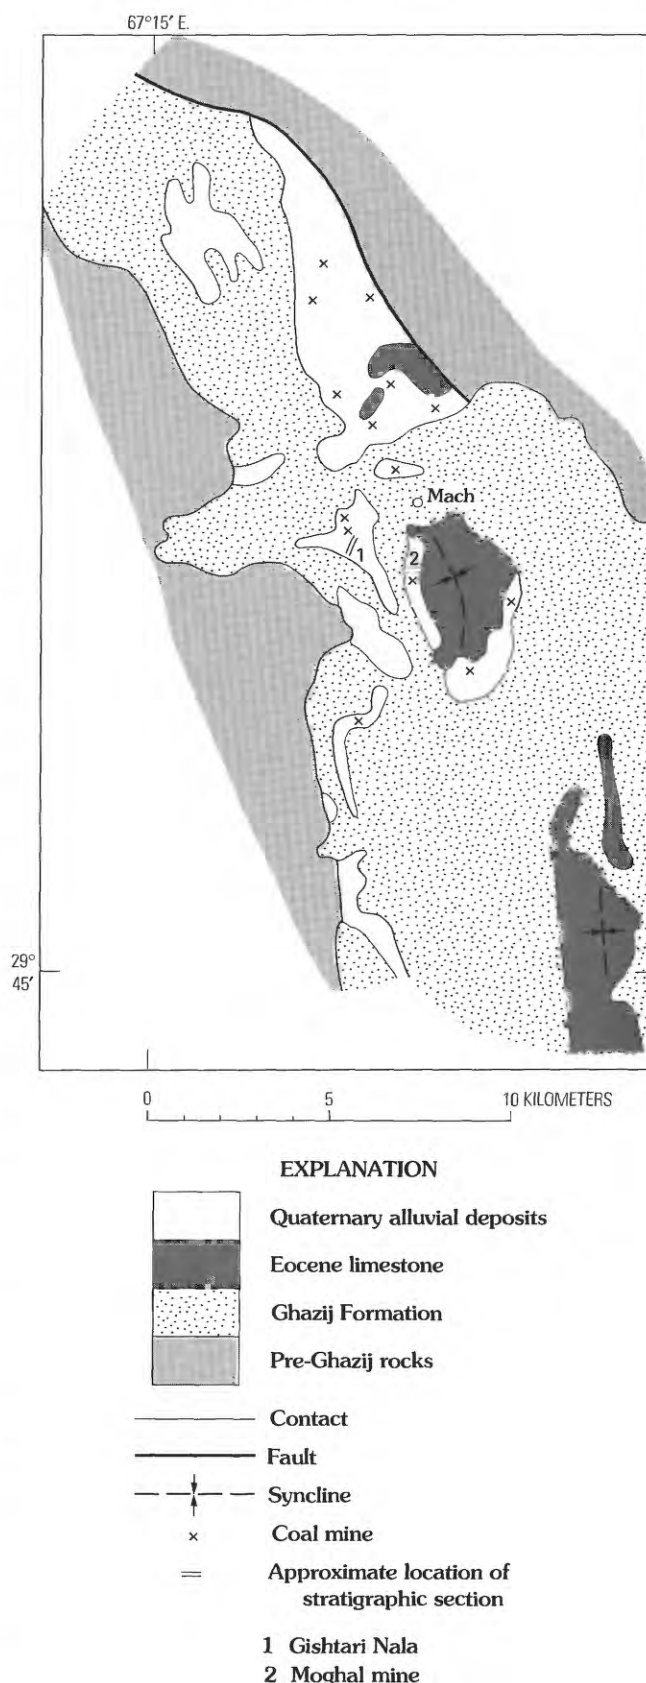 67°15′ E.
Mach
2
1
29°
45′
0 5 10 KILOMETERS
EXPLANATION
Quaternary alluvial deposits
Eocene limestone
Ghazij Formation
Pre-Ghazij rocks
Contact
Fault
Syncline
Coal mine
Approximate location of
stratigraphic section
1 Gishtari Nala
2 Moghal mine